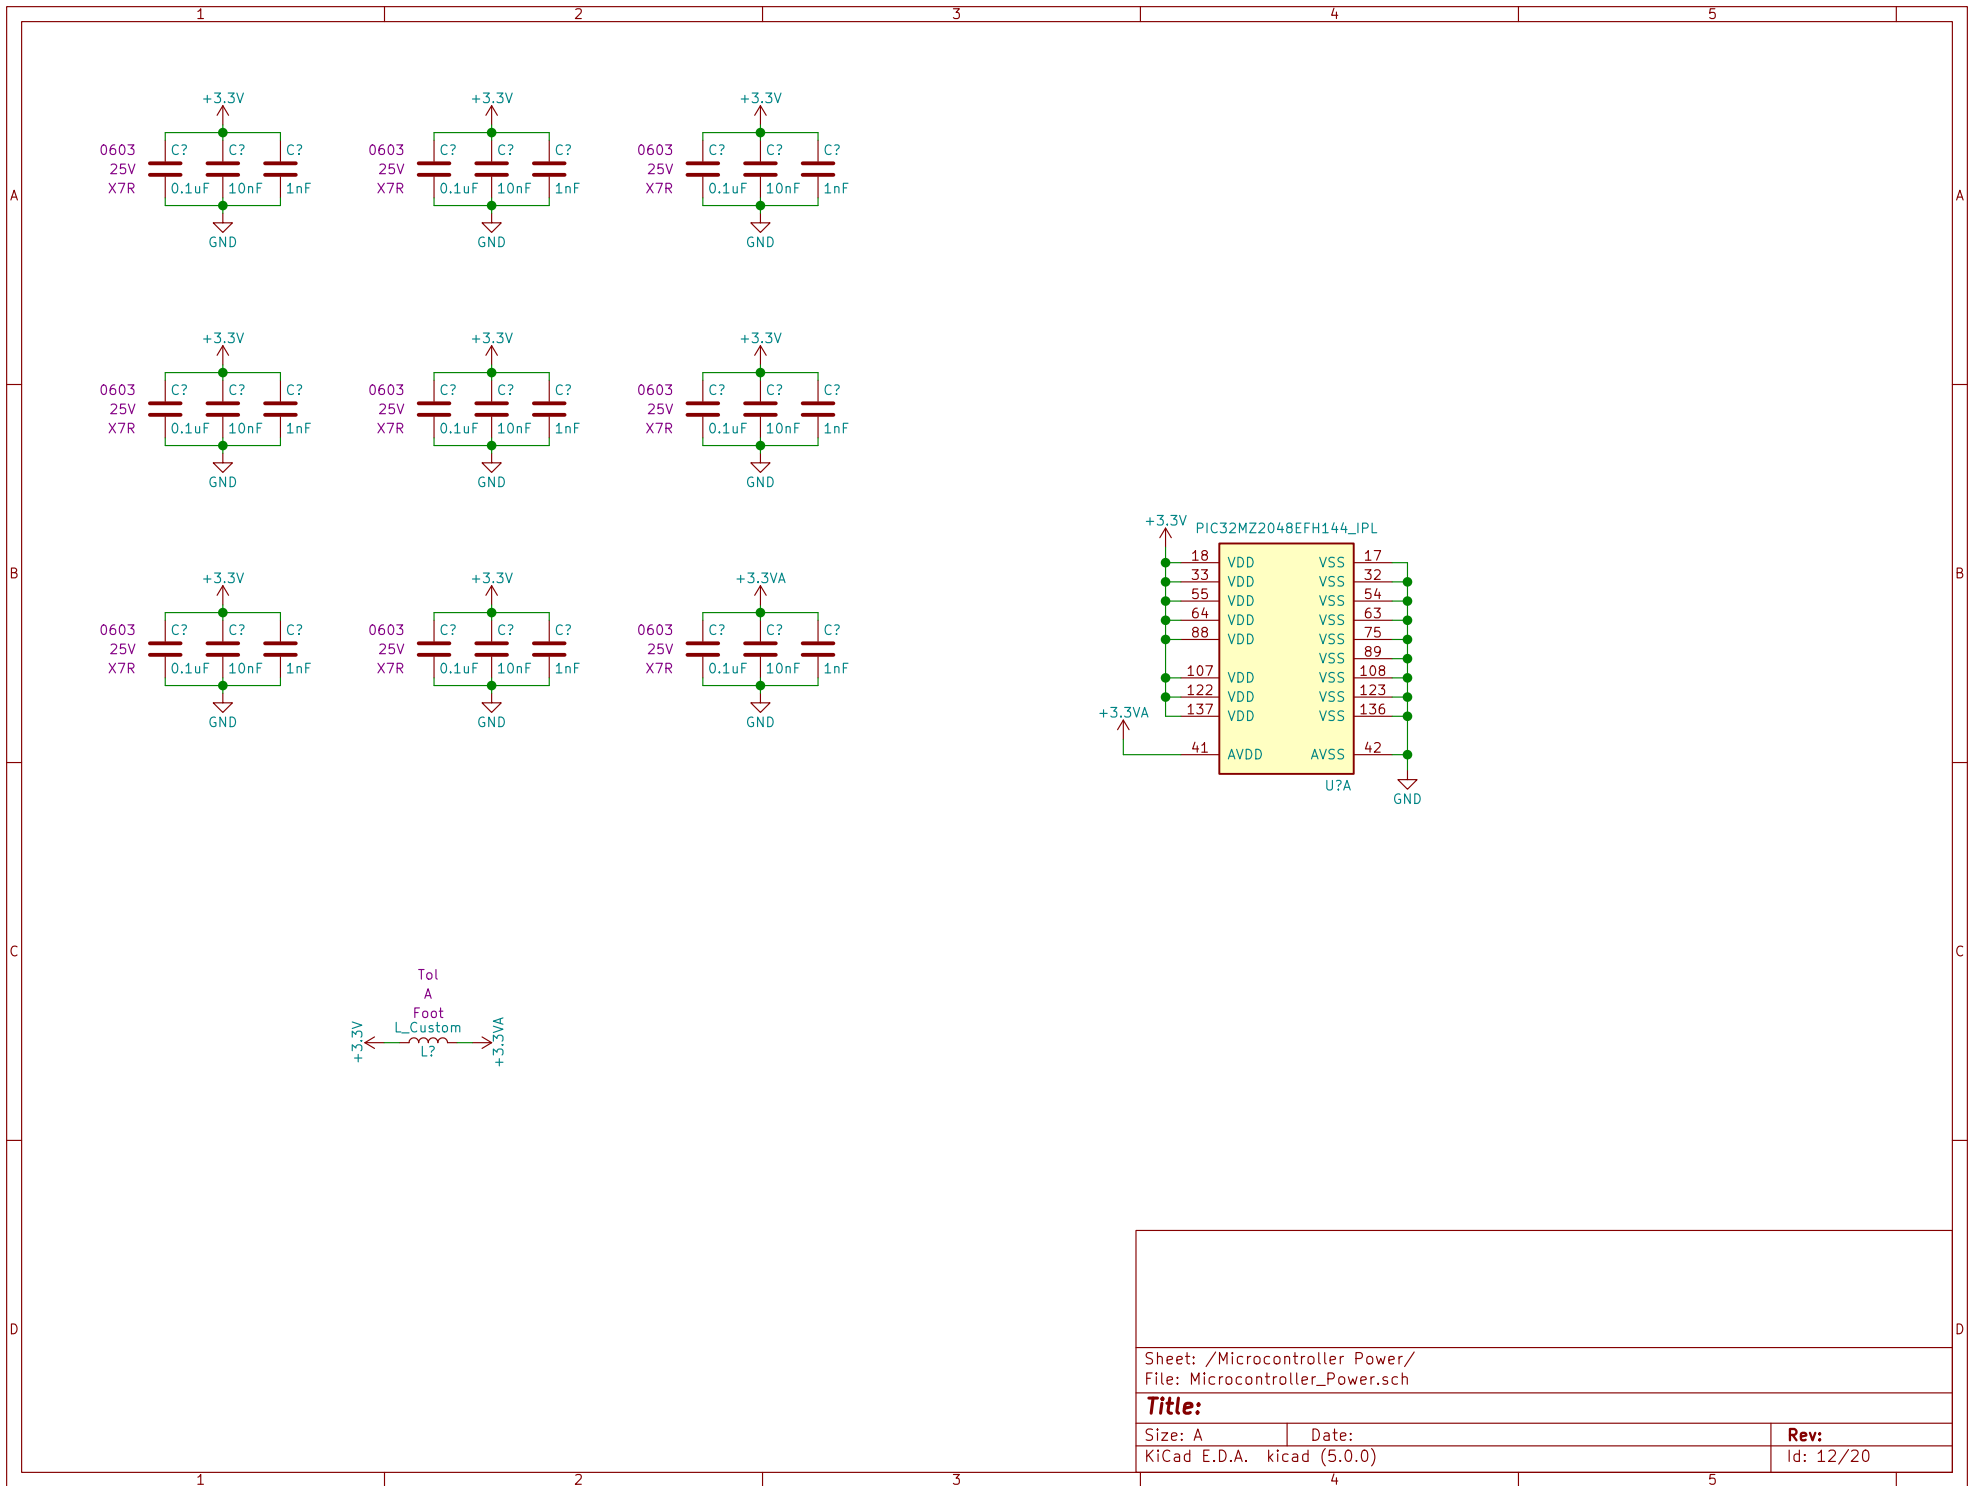 1 2 3 4 5
A A
B B
C C
D D
+3.3V +3.3V +3.3V
0603 C? C? C? 0603 C? C? C? 0603 C? C? C?
25V 25V 25V
X7R 0.1uF 10nF 1nF X7R 0.1uF 10nF 1nF X7R 0.1uF 10nF 1nF
GND GND GND
+3.3V +3.3V +3.3V
0603 C? C? C? 0603 C? C? C? 0603 C? C? C?
25V 25V 25V
X7R 0.1uF 10nF 1nF X7R 0.1uF 10nF 1nF X7R 0.1uF 10nF 1nF
GND GND GND
+3.3V +3.3V +3.3VA
0603 C? C? C? 0603 C? C? C? 0603 C? C? C?
25V 25V 25V
X7R 0.1uF 10nF 1nF X7R 0.1uF 10nF 1nF X7R 0.1uF 10nF 1nF
GND GND GND
+3.3V PIC32MZ2048EFH144_IPL
18 VDD VSS 17
33 VDD VSS 32
55 VDD VSS 54
64 VDD VSS 63
88 VDD VSS 75
VSS 89
107 VDD VSS 108
122 VDD VSS 123
137 VDD VSS 136
+3.3VA
41 AVDD AVSS 42
U?A
GND
Tol
A
Foot
L_Custom
+3.3V L? +3.3VA
Sheet: /Microcontroller Power/
File: Microcontroller_Power.sch
Title:
Size: A Date: Rev:
KiCad E.D.A. kicad (5.0.0) Id: 12/20
1 2 3 4 5